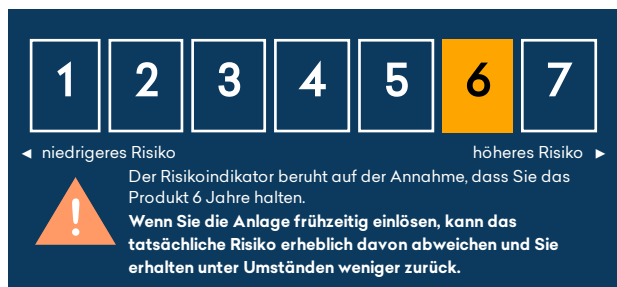 1 2 3 4 5 6 7
◄ niedrigeres Risiko höheres Risiko ►
Der Risikoindikator beruht auf der Annahme, dass Sie das
Produkt 6 Jahre halten.
Wenn Sie die Anlage frühzeitig einlösen, kann das
tatsächliche Risiko erheblich davon abweichen und Sie
erhalten unter Umständen weniger zurück.